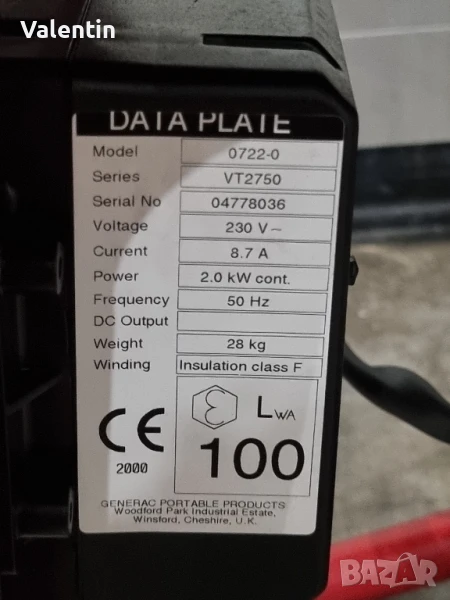 Valentin
DATA PLATE
Model 0722-0
Series VT2750
Serial No 04778036
Voltage 230 V ~
Current 8.7 A
Power 2.0 kW cont.
Frequency 50 Hz
DC Output
Weight 28 kg
Winding Insulation class F
CE
2000
ε LWA
100
GENERAC PORTABLE PRODUCTS
Woodford Park Industrial Estate,
Winsford, Cheshire, U.K.
BAZAR